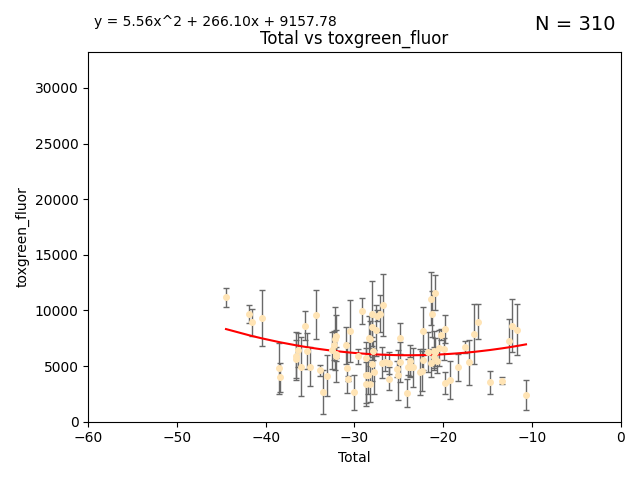 y = 5.56x^2 + 266.10x + 9157.78
N = 310
Total vs toxgreen_fluor
30000
25000
20000
15000
10000
5000
0
toxgreen_fluor
−60
−50
−40
−30
−20
−10
0
Total